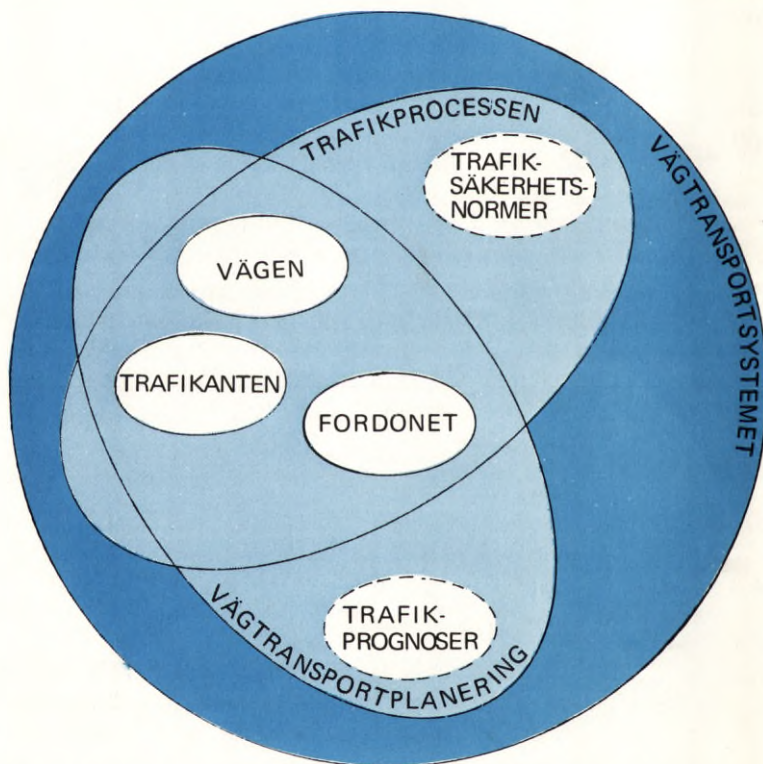 TRAFIKPROCESSEN
TRAFIK-
SÄKERHETS-
NORMER
VÄGTRANSPORTSYSTEMET
VÄGEN
TRAFIKANTEN
FORDONET
TRAFIK-
PROGNOSER
VÄGTRANSPORTPLANERING